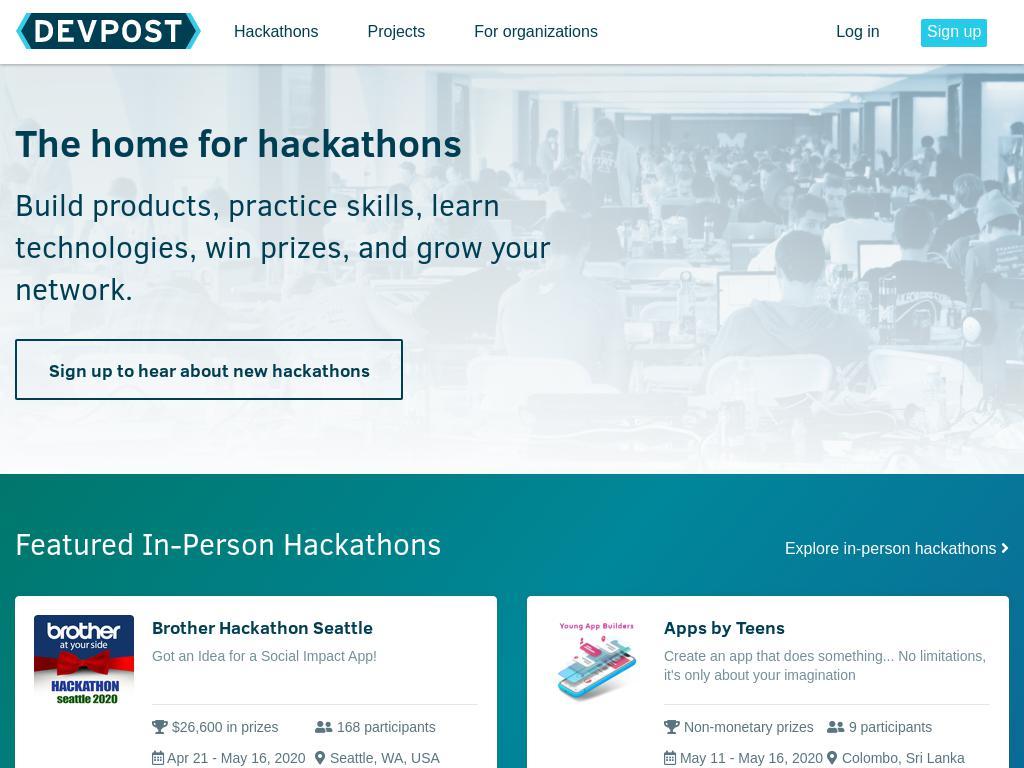 DEVPOST
Hackathons
Projects
For organizations
Log in
Sign up
The home for hackathons
Build products, practice skills, learn
technologies, win prizes, and grow your
network.
Sign up to hear about new hackathons
Featured In-Person Hackathons
Explore in-person hackathons
brother
at your side
HACKATHON
seattle 2020
Brother Hackathon Seattle
Got an Idea for a Social Impact App!
$26,600 in prizes
168 participants
Apr 21 - May 16, 2020
Seattle, WA, USA
Young App Builders
Apps by Teens
Create an app that does something... No limitations,
it's only about your imagination
Non-monetary prizes
9 participants
May 11 - May 16, 2020
Colombo, Sri Lanka